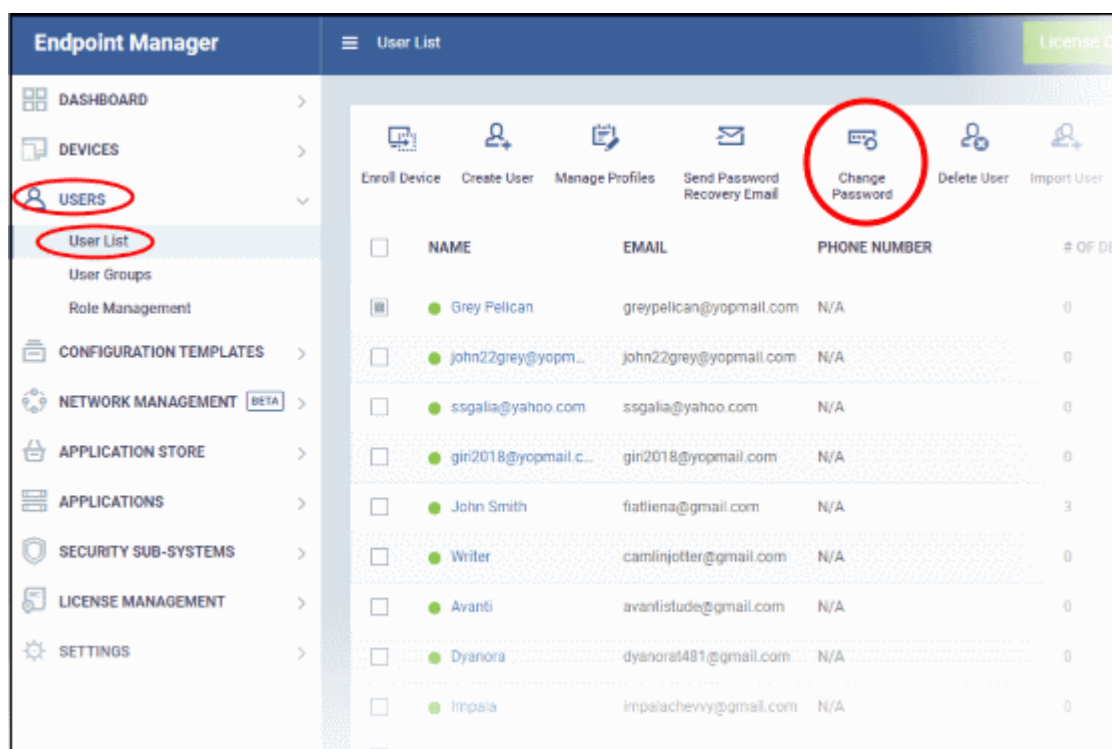 Endpoint Manager
User List
License
DASHBOARD
DEVICES
USERS
User List
User Groups
Role Management
CONFIGURATION TEMPLATES
NETWORK MANAGEMENT BETA
APPLICATION STORE
APPLICATIONS
SECURITY SUB-SYSTEMS
LICENSE MANAGEMENT
SETTINGS
Enroll Device
Create User
Manage Profiles
Send Password
Recovery Email
Change
Password
Delete User
Import User
NAME EMAIL PHONE NUMBER # OF DE
Grey Pelican greypelican@yopmail.com N/A 0
john22grey@yopm... john22grey@yopmail.com N/A 0
ssgalia@yahoo.com ssgalia@yahoo.com N/A 0
giri2018@yopmail.c... giri2018@yopmail.com N/A 0
John Smith fiatliena@gmail.com N/A 3
Writer camlinjotter@gmail.com N/A 0
Avanti avantistude@gmail.com N/A 0
Dyanora dyanorat481@gmail.com N/A 0
Impala impalachevvy@gmail.com N/A 0